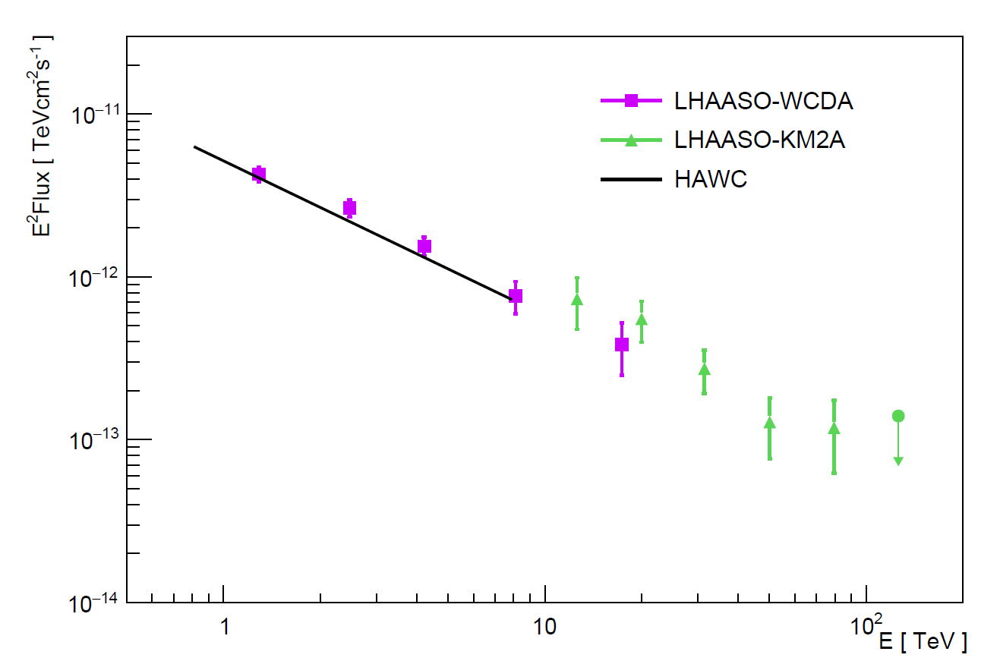 E²Flux [ TeVcm⁻²s⁻¹ ]
10⁻¹¹
10⁻¹²
10⁻¹³
10⁻¹⁴
LHAASO-WCDA
LHAASO-KM2A
HAWC
1
10
10²
E [ TeV ]